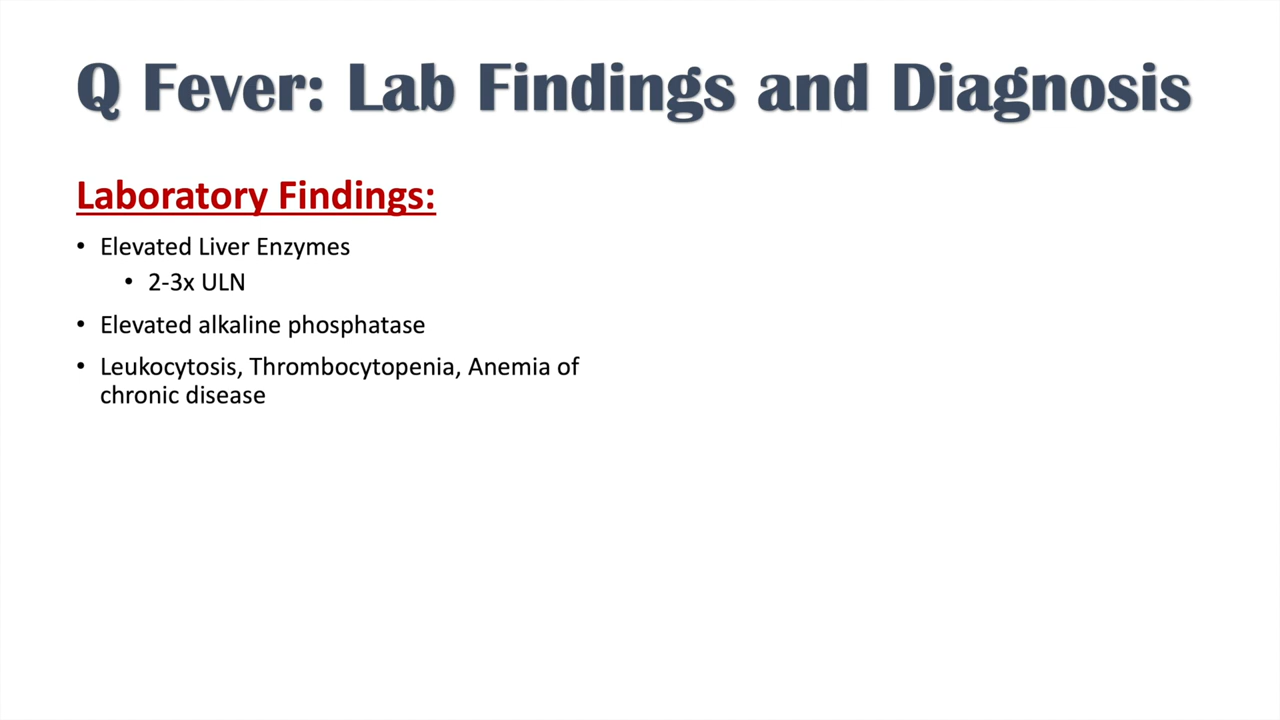 Q Fever: Lab Findings and Diagnosis
Laboratory Findings:
• Elevated Liver Enzymes
• 2-3x ULN
• Elevated alkaline phosphatase
• Leukocytosis, Thrombocytopenia, Anemia of
chronic disease